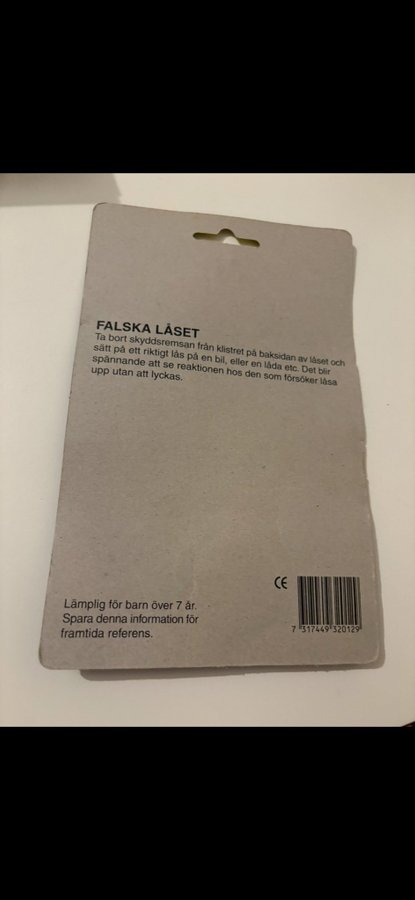 FALSKA LÅSET
Ta bort skyddsremsan från klistret på baksidan av låset och
sätt på ett riktigt lås på en bil, eller en låda etc. Det blir
spännande att se reaktionen hos den som försöker låsa
upp utan att lyckas.
CE
Lämplig för barn över 7 år.
Spara denna information för
framtida referens.
7 317449 320129